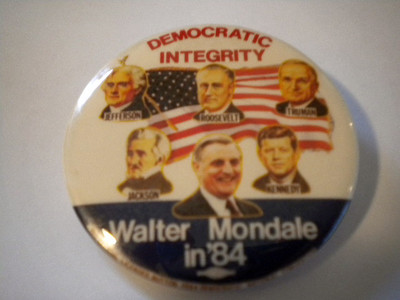 DEMOCRATIC
INTEGRITY
JEFFERSON
ROOSEVELT
TRUMAN
JACKSON
KENNEDY
Walter Mondale
in '84